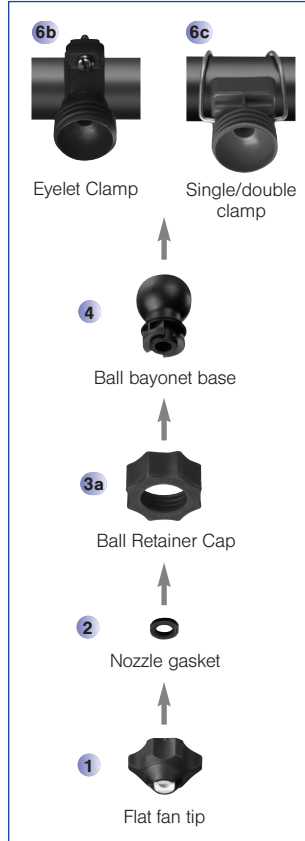 6b
6c
Eyelet Clamp
Single/double
clamp
4
Ball bayonet base
3a
Ball Retainer Cap
2
Nozzle gasket
1
Flat fan tip